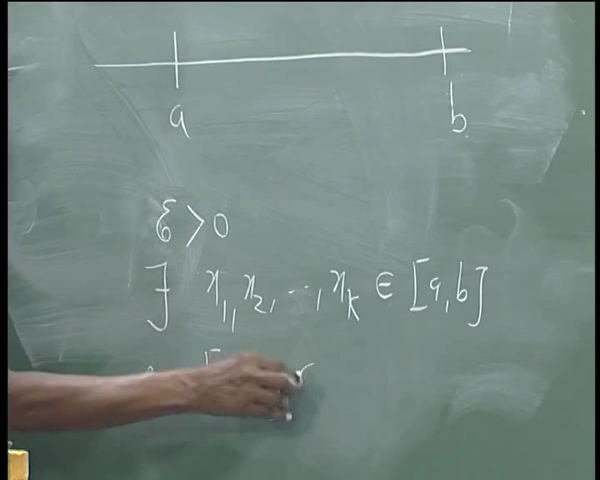 a b
ε > 0
∃ x₁, x₂, ..., xₖ ∈ [a, b]